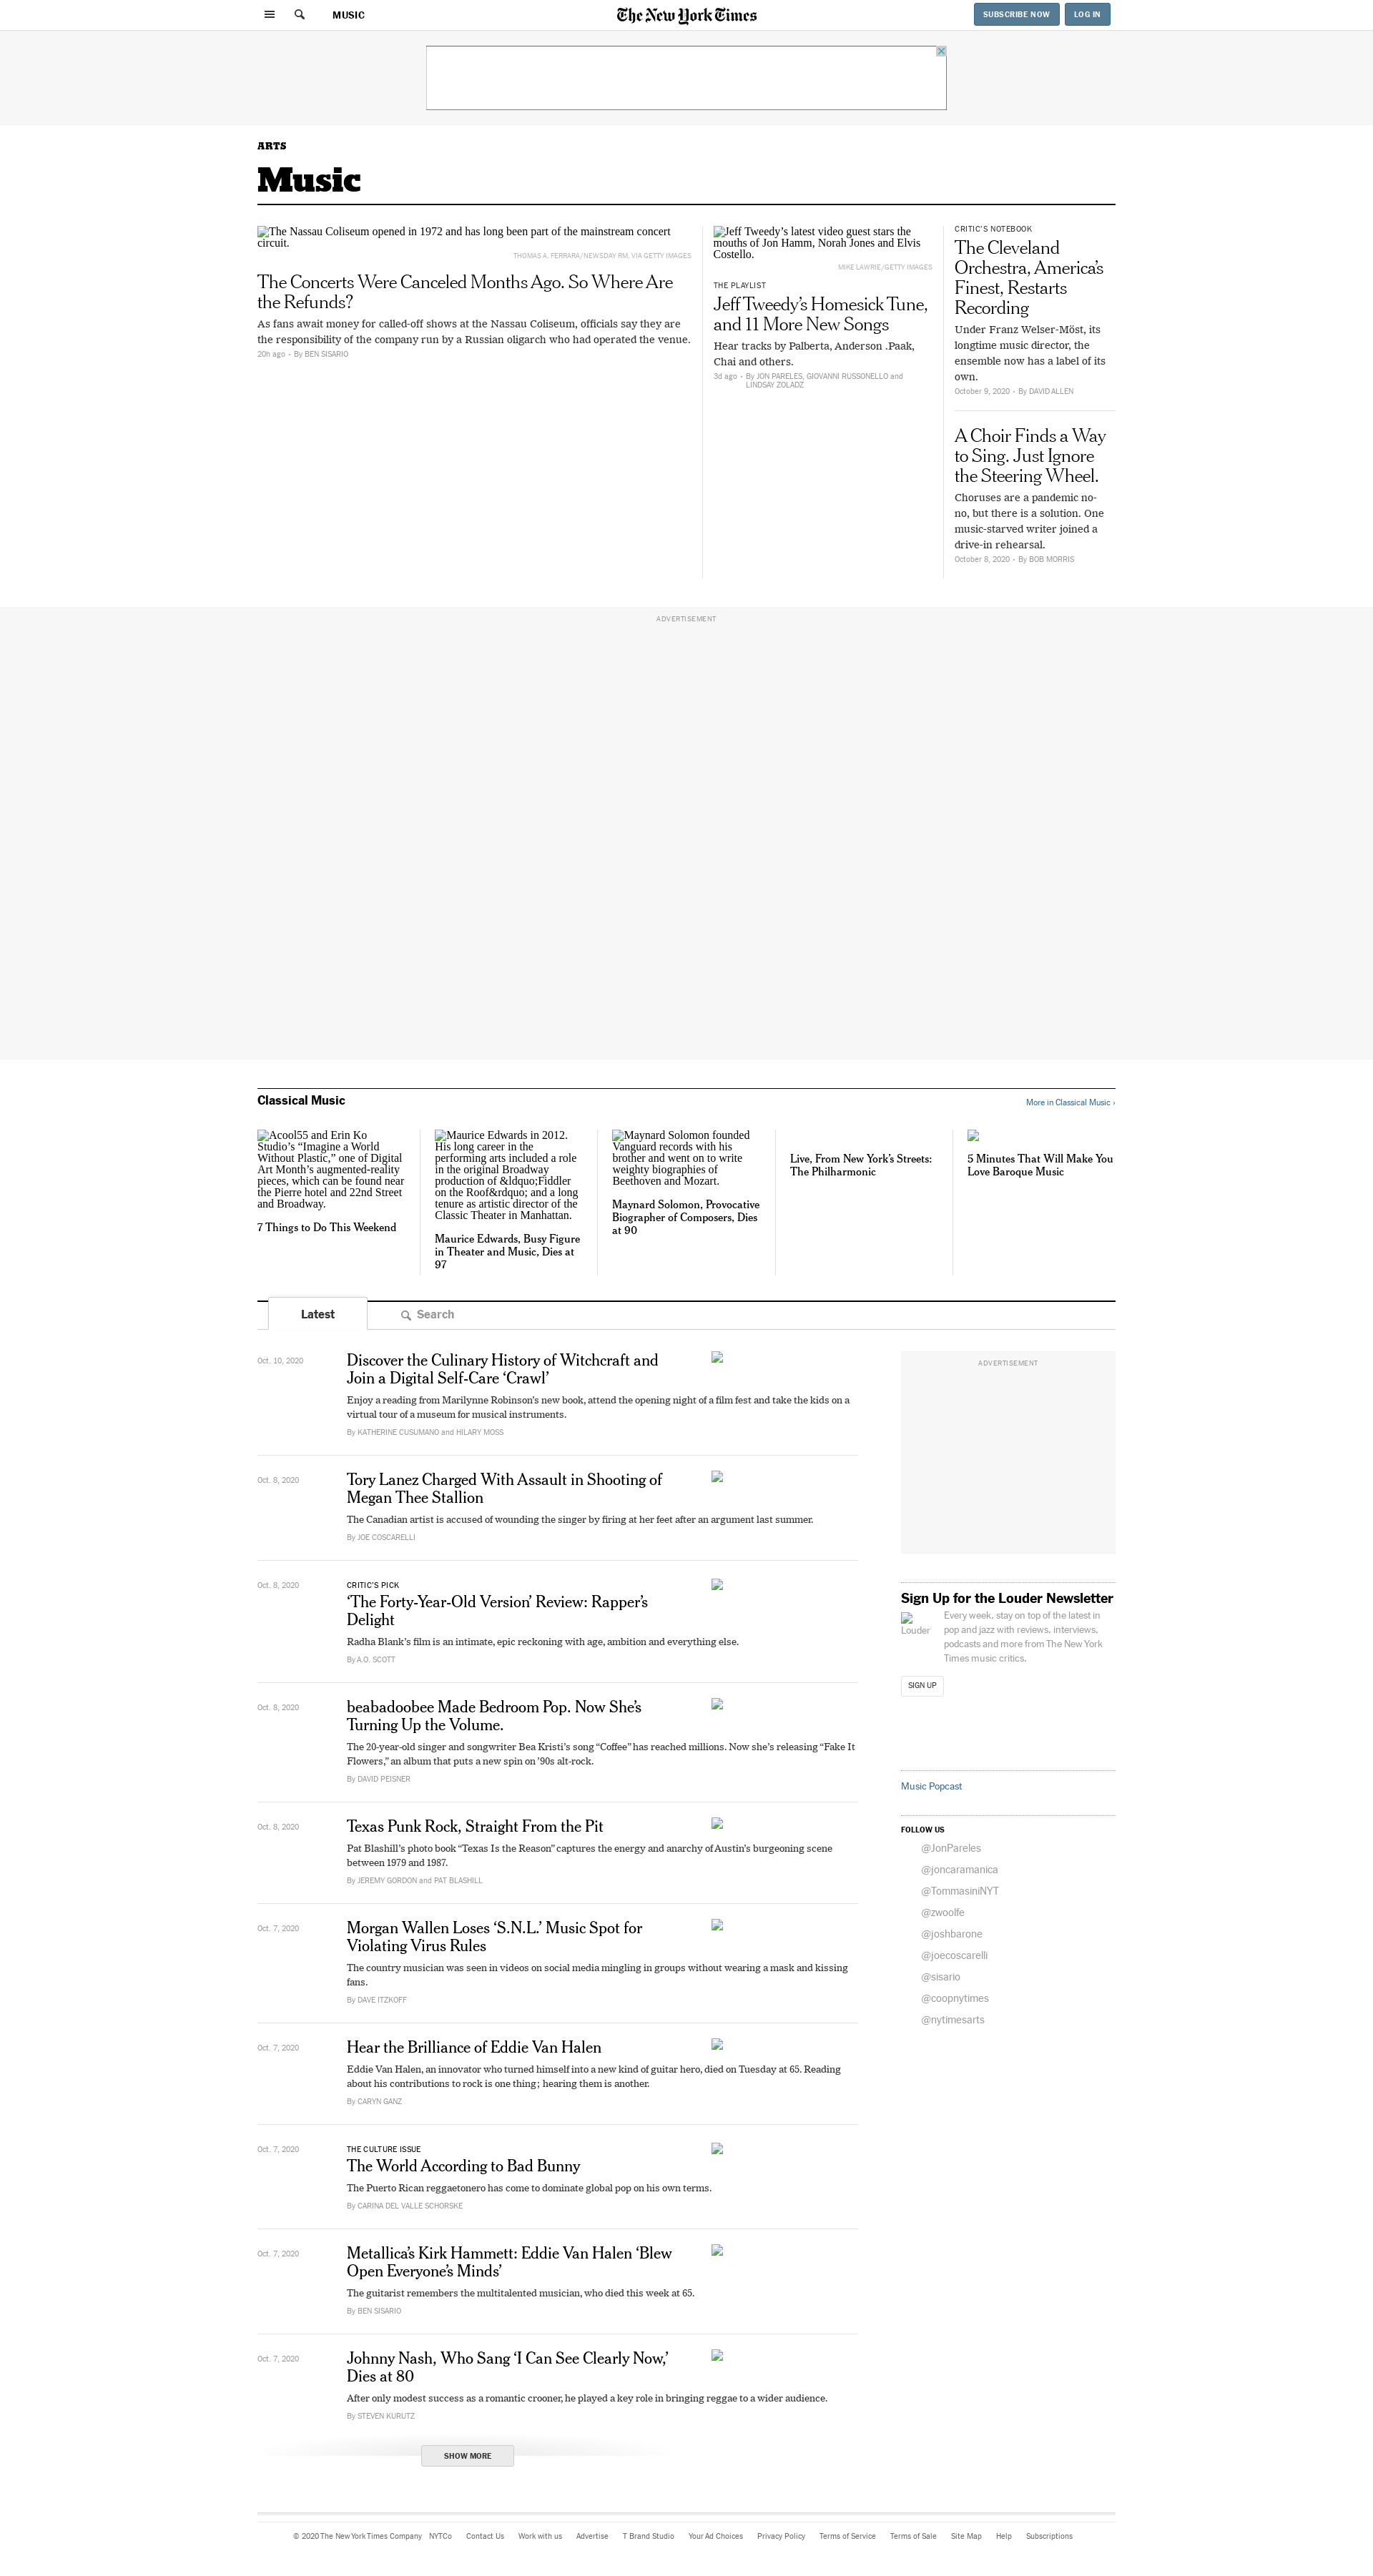 MUSIC
The New York Times
SUBSCRIBE NOW
LOG IN
ARTS
Music
The Nassau Coliseum opened in 1972 and has long been part of the mainstream concert
circuit.
THOMAS A. FERRARA/NEWSDAY RM, VIA GETTY IMAGES
The Concerts Were Canceled Months Ago. So Where Are
the Refunds?
As fans await money for called-off shows at the Nassau Coliseum, officials say they are
the responsibility of the company run by a Russian oligarch who had operated the venue.
20h ago • By BEN SISARIO
Jeff Tweedy’s latest video guest stars the
mouths of Jon Hamm, Norah Jones and Elvis
Costello.
MIKE LAWRIE/GETTY IMAGES
THE PLAYLIST
Jeff Tweedy’s Homesick Tune,
and 11 More New Songs
Hear tracks by Palberta, Anderson .Paak,
Chai and others.
3d ago • By JON PARELES, GIOVANNI RUSSONELLO and
LINDSAY ZOLADZ
CRITIC’S NOTEBOOK
The Cleveland
Orchestra, America’s
Finest, Restarts
Recording
Under Franz Welser-Möst, its
longtime music director, the
ensemble now has a label of its
own.
October 9, 2020 • By DAVID ALLEN
A Choir Finds a Way
to Sing. Just Ignore
the Steering Wheel.
Choruses are a pandemic no-
no, but there is a solution. One
music-starved writer joined a
drive-in rehearsal.
October 8, 2020 • By BOB MORRIS
ADVERTISEMENT
Classical Music
More in Classical Music ›
Acool55 and Erin Ko
Studio’s “Imagine a World
Without Plastic,” one of Digital
Art Month’s augmented-reality
pieces, which can be found near
the Pierre hotel and 22nd Street
and Broadway.
7 Things to Do This Weekend
Maurice Edwards in 2012.
His long career in the
performing arts included a role
in the original Broadway
production of &ldquo;Fiddler
on the Roof&rdquo; and a long
tenure as artistic director of the
Classic Theater in Manhattan.
Maurice Edwards, Busy Figure
in Theater and Music, Dies at
97
Maynard Solomon founded
Vanguard records with his
brother and went on to write
weighty biographies of
Beethoven and Mozart.
Maynard Solomon, Provocative
Biographer of Composers, Dies
at 90
Live, From New York’s Streets:
The Philharmonic
5 Minutes That Will Make You
Love Baroque Music
Latest
Search
Oct. 10, 2020
Discover the Culinary History of Witchcraft and
Join a Digital Self-Care ‘Crawl’
Enjoy a reading from Marilynne Robinson’s new book, attend the opening night of a film fest and take the kids on a
virtual tour of a museum for musical instruments.
By KATHERINE CUSUMANO and HILARY MOSS
Oct. 8, 2020
Tory Lanez Charged With Assault in Shooting of
Megan Thee Stallion
The Canadian artist is accused of wounding the singer by firing at her feet after an argument last summer.
By JOE COSCARELLI
Oct. 8, 2020
CRITIC’S PICK
‘The Forty-Year-Old Version’ Review: Rapper’s
Delight
Radha Blank’s film is an intimate, epic reckoning with age, ambition and everything else.
By A.O. SCOTT
Oct. 8, 2020
beabadoobee Made Bedroom Pop. Now She’s
Turning Up the Volume.
The 20-year-old singer and songwriter Bea Kristi’s song “Coffee” has reached millions. Now she’s releasing “Fake It
Flowers,” an album that puts a new spin on ’90s alt-rock.
By DAVID PEISNER
Oct. 8, 2020
Texas Punk Rock, Straight From the Pit
Pat Blashill’s photo book “Texas Is the Reason” captures the energy and anarchy of Austin’s burgeoning scene
between 1979 and 1987.
By JEREMY GORDON and PAT BLASHILL
Oct. 7, 2020
Morgan Wallen Loses ‘S.N.L.’ Music Spot for
Violating Virus Rules
The country musician was seen in videos on social media mingling in groups without wearing a mask and kissing
fans.
By DAVE ITZKOFF
Oct. 7, 2020
Hear the Brilliance of Eddie Van Halen
Eddie Van Halen, an innovator who turned himself into a new kind of guitar hero, died on Tuesday at 65. Reading
about his contributions to rock is one thing; hearing them is another.
By CARYN GANZ
Oct. 7, 2020
THE CULTURE ISSUE
The World According to Bad Bunny
The Puerto Rican reggaetonero has come to dominate global pop on his own terms.
By CARINA DEL VALLE SCHORSKE
Oct. 7, 2020
Metallica’s Kirk Hammett: Eddie Van Halen ‘Blew
Open Everyone’s Minds’
The guitarist remembers the multitalented musician, who died this week at 65.
By BEN SISARIO
Oct. 7, 2020
Johnny Nash, Who Sang ‘I Can See Clearly Now,’
Dies at 80
After only modest success as a romantic crooner, he played a key role in bringing reggae to a wider audience.
By STEVEN KURUTZ
SHOW MORE
ADVERTISEMENT
Sign Up for the Louder Newsletter
Louder
Every week, stay on top of the latest in
pop and jazz with reviews, interviews,
podcasts and more from The New York
Times music critics.
SIGN UP
Music Popcast
FOLLOW US
@JonPareles
@joncaramanica
@TommasiniNYT
@zwoolfe
@joshbarone
@joecoscarelli
@sisario
@coopnytimes
@nytimesarts
© 2020 The New York Times Company NYTCo Contact Us Work with us Advertise T Brand Studio Your Ad Choices Privacy Policy Terms of Service Terms of Sale Site Map Help Subscriptions